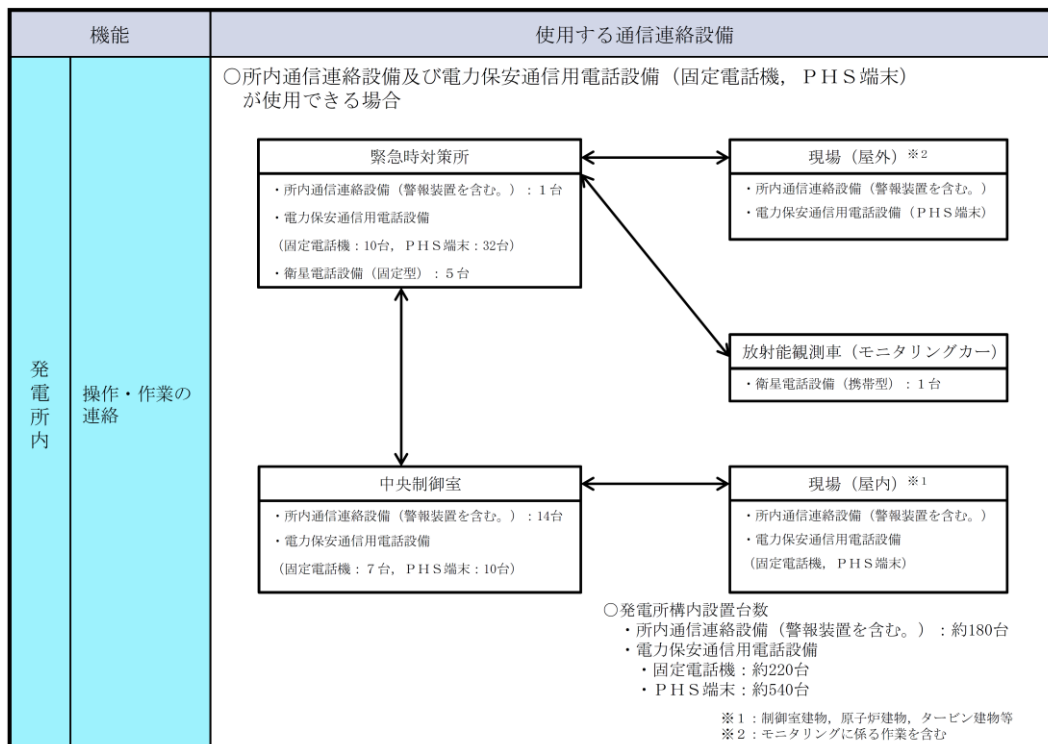 機能
使用する通信連絡設備
発電所内
操作・作業の
連絡
○所内通信連絡設備及び電力保安通信用電話設備（固定電話機，ＰＨＳ端末）
が使用できる場合
緊急時対策所
・所内通信連絡設備（警報装置を含む。）：１台
・電力保安通信用電話設備
（固定電話機：10台，ＰＨＳ端末：32台）
・衛星電話設備（固定型）：５台
現場（屋外）※２
・所内通信連絡設備（警報装置を含む。）
・電力保安通信用電話設備（ＰＨＳ端末）
放射能観測車（モニタリングカー）
・衛星電話設備（携帯型）：１台
中央制御室
・所内通信連絡設備（警報装置を含む。）：14台
・電力保安通信用電話設備
（固定電話機：７台，ＰＨＳ端末：10台）
現場（屋内）※１
・所内通信連絡設備（警報装置を含む。）
・電力保安通信用電話設備
（固定電話機，ＰＨＳ端末）
○発電所構内設置台数
・所内通信連絡設備（警報装置を含む。）：約180台
・電力保安通信用電話設備
・固定電話機：約220台
・ＰＨＳ端末：約540台
※１：制御室建物，原子炉建物，タービン建物等
※２：モニタリングに係る作業を含む